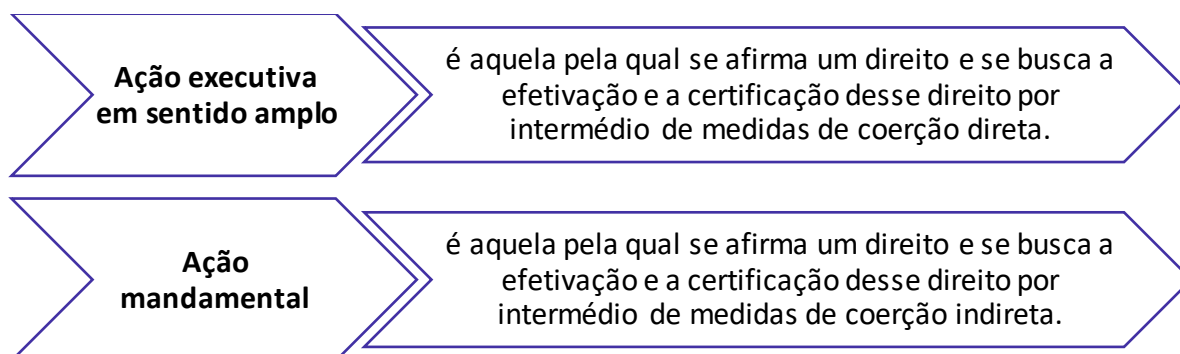 Ação executiva
em sentido amplo
é aquela pela qual se afirma um direito e se busca a
efetivação e a certificação desse direito por
intermédio de medidas de coerção direta.
Ação
mandamental
é aquela pela qual se afirma um direito e se busca a
efetivação e a certificação desse direito por
intermédio de medidas de coerção indireta.